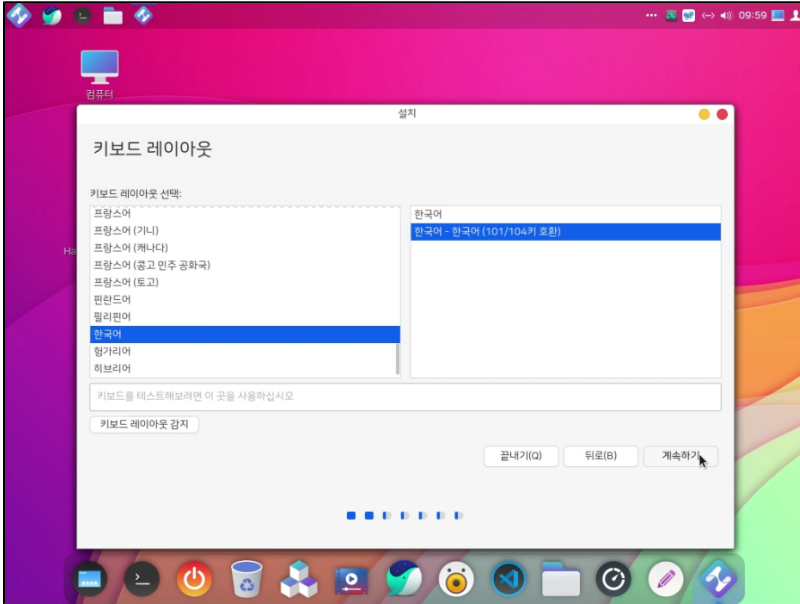 09:59
컴퓨터
설치
키보드 레이아웃
키보드 레이아웃 선택:
프랑스어
프랑스어 (기니)
프랑스어 (캐나다)
프랑스어 (콩고 민주 공화국)
프랑스어 (토고)
핀란드어
필리핀어
한국어
헝가리어
히브리어
한국어
한국어 - 한국어 (101/104키 호환)
Ha
키보드를 테스트해보려면 이 곳을 사용하십시오
키보드 레이아웃 감지
끝내기(Q)
뒤로(B)
계속하기